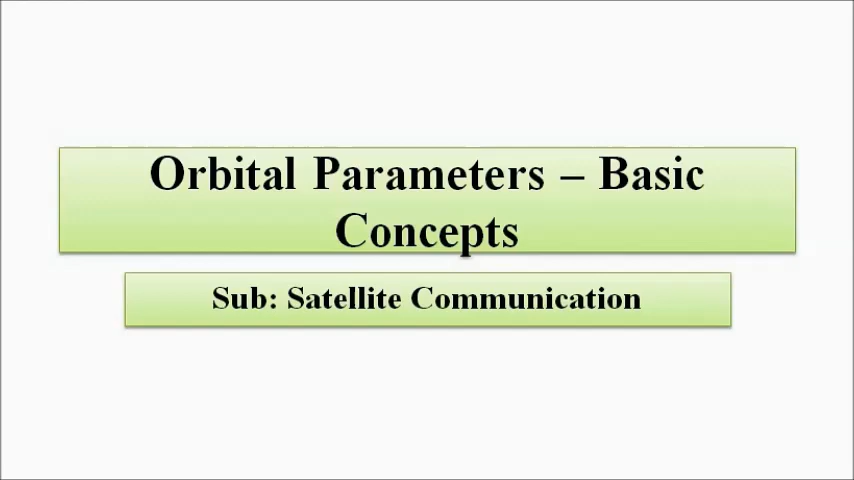 Orbital Parameters – Basic
Concepts
Sub: Satellite Communication